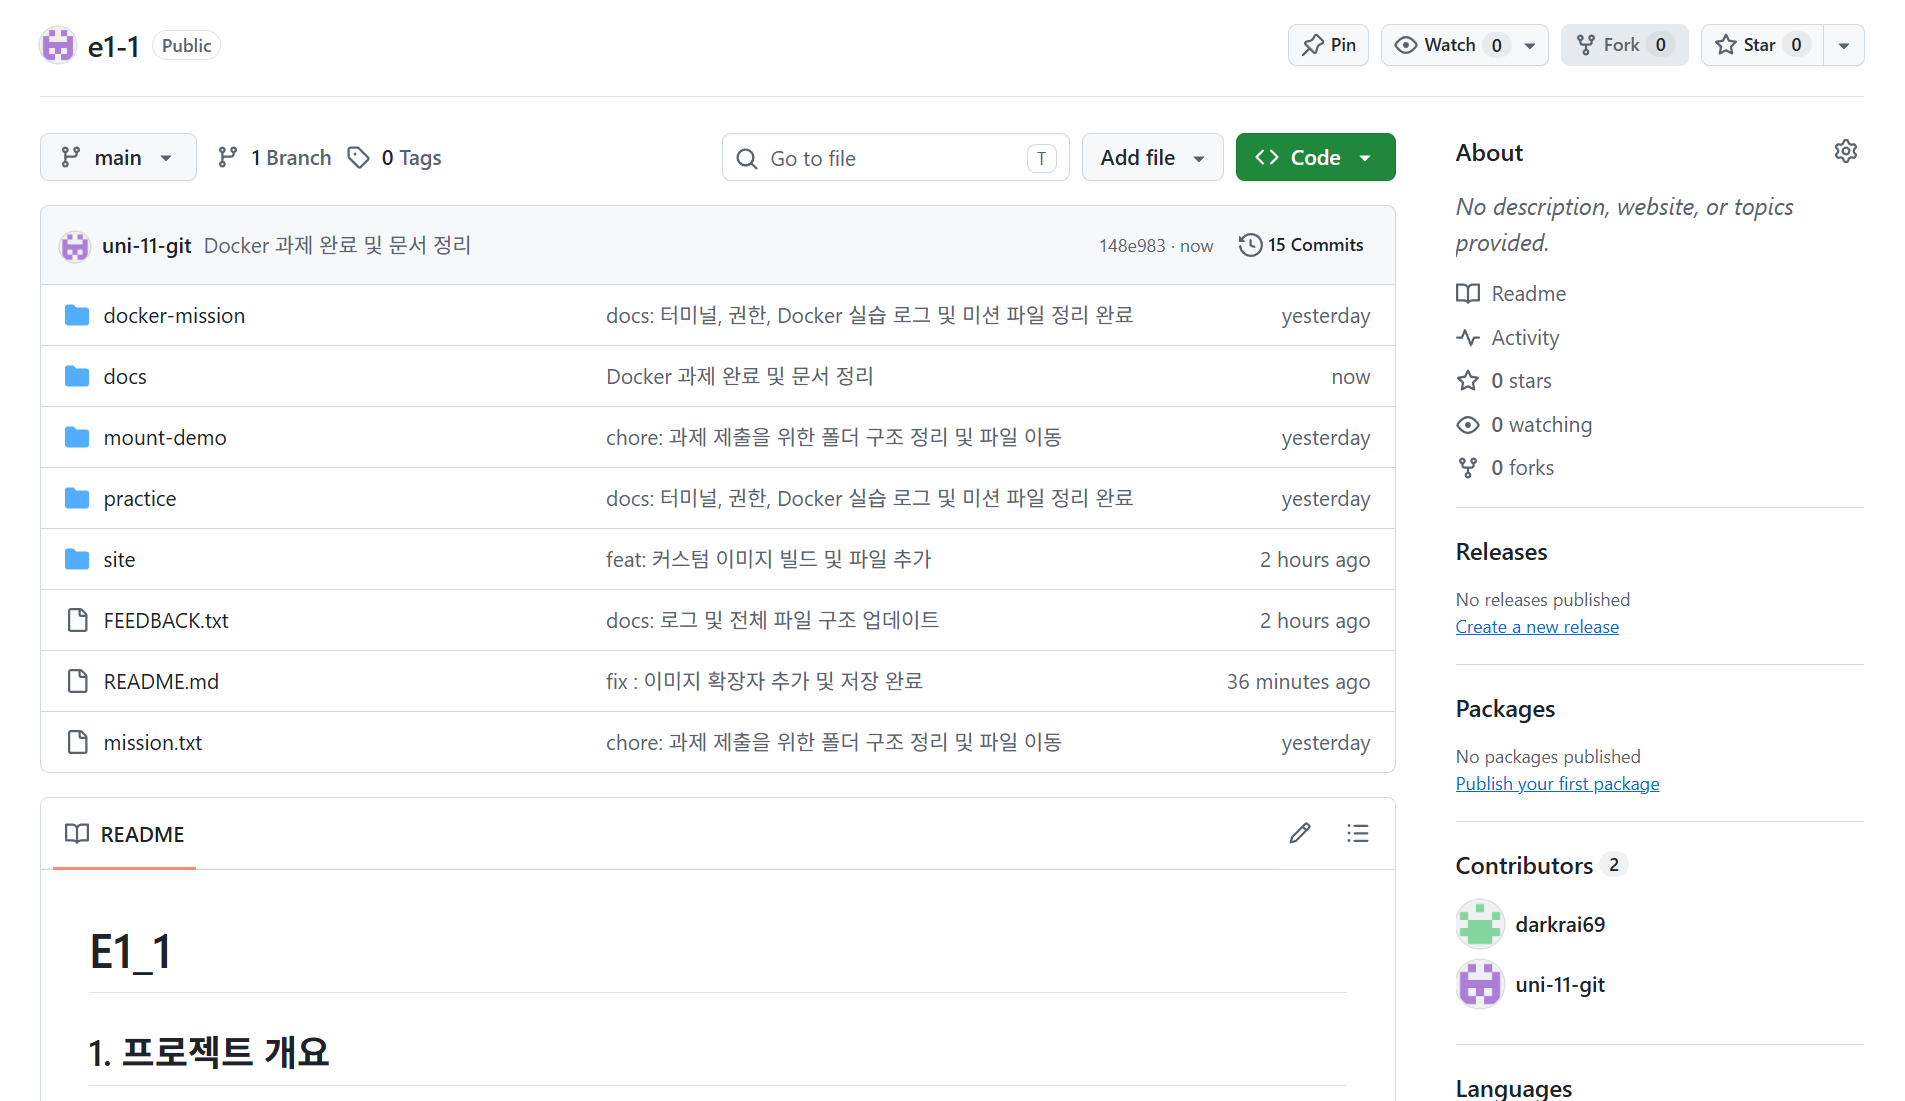 e1-1 Public
Pin
Watch 0
Fork 0
Star 0
main
1 Branch
0 Tags
Go to file
T
Add file
Code
uni-11-git Docker 과제 완료 및 문서 정리
148e983 · now
15 Commits
docker-mission docs: 터미널, 권한, Docker 실습 로그 및 미션 파일 정리 완료 yesterday
docs Docker 과제 완료 및 문서 정리 now
mount-demo chore: 과제 제출을 위한 폴더 구조 정리 및 파일 이동 yesterday
practice docs: 터미널, 권한, Docker 실습 로그 및 미션 파일 정리 완료 yesterday
site feat: 커스텀 이미지 빌드 및 파일 추가 2 hours ago
FEEDBACK.txt docs: 로그 및 전체 파일 구조 업데이트 2 hours ago
README.md fix : 이미지 확장자 추가 및 저장 완료 36 minutes ago
mission.txt chore: 과제 제출을 위한 폴더 구조 정리 및 파일 이동 yesterday
README
E1_1
1. 프로젝트 개요
About
No description, website, or topics
provided.
Readme
Activity
0 stars
0 watching
0 forks
Releases
No releases published
Create a new release
Packages
No packages published
Publish your first package
Contributors 2
darkrai69
uni-11-git
Languages